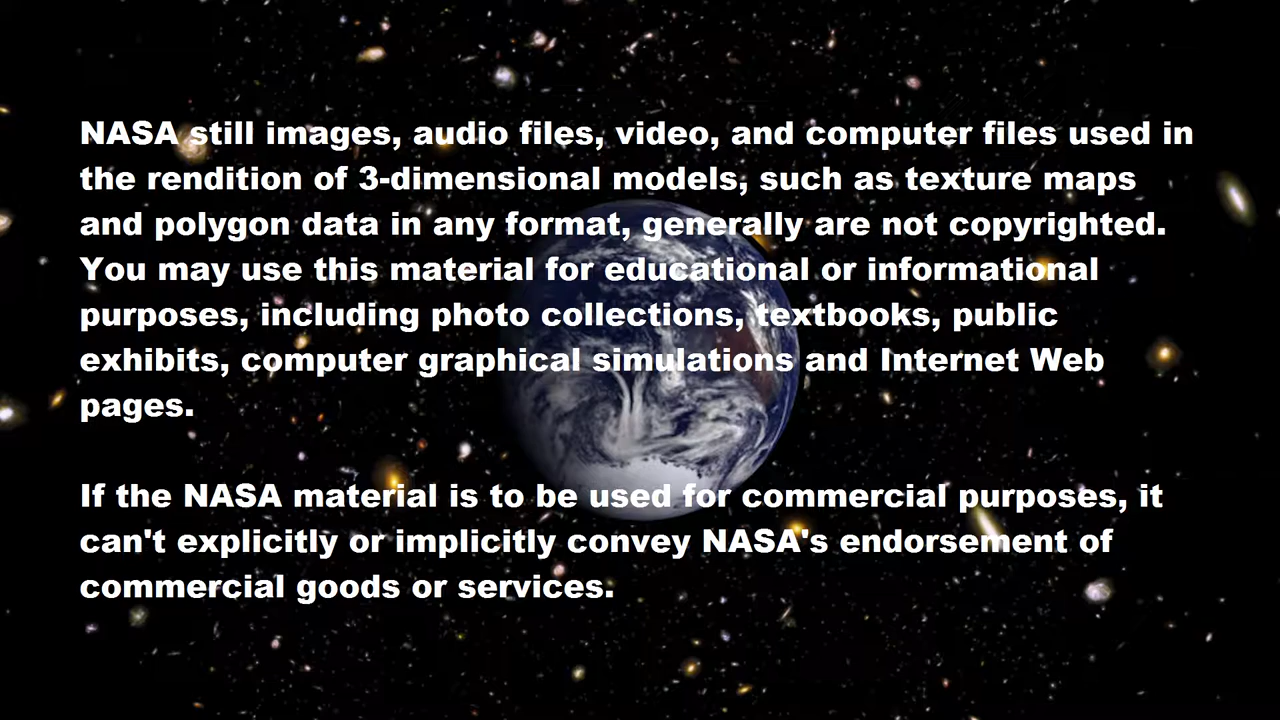 NASA still images, audio files, video, and computer files used in
the rendition of 3-dimensional models, such as texture maps
and polygon data in any format, generally are not copyrighted.
You may use this material for educational or informational
purposes, including photo collections, textbooks, public
exhibits, computer graphical simulations and Internet Web
pages.
If the NASA material is to be used for commercial purposes, it
can't explicitly or implicitly convey NASA's endorsement of
commercial goods or services.